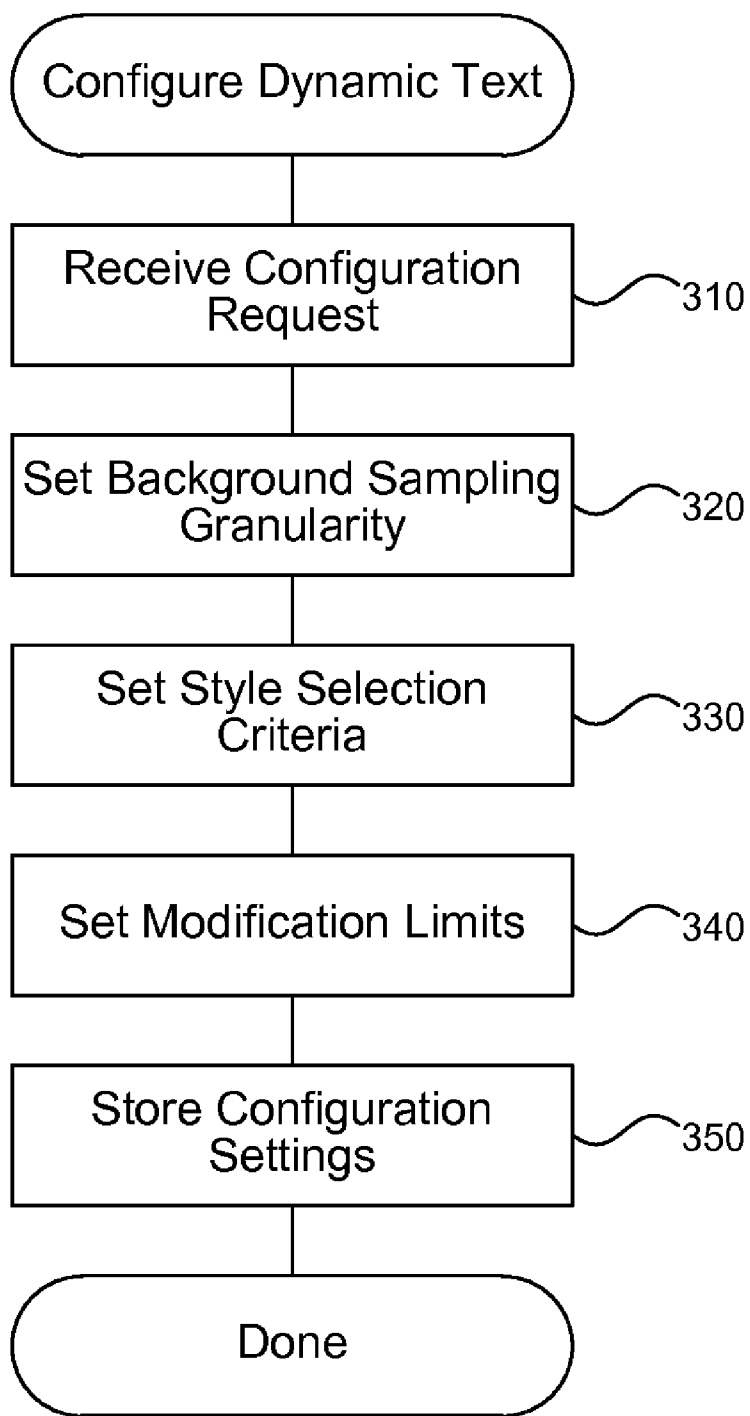 Configure Dynamic Text
Receive Configuration
Request
310
Set Background Sampling
Granularity
320
Set Style Selection
Criteria
330
Set Modification Limits
340
Store Configuration
Settings
350
Done